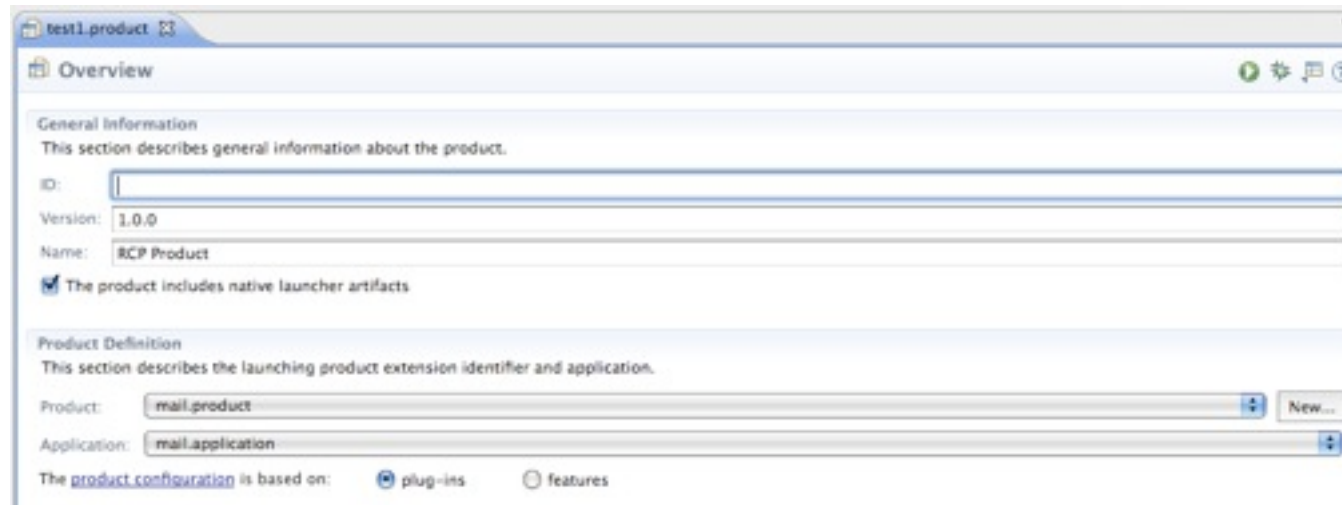 test1.product
Overview
General Information
This section describes general information about the product.
ID:
Version: 1.0.0
Name: RCP Product
The product includes native launcher artifacts
Product Definition
This section describes the launching product extension identifier and application.
Product: mail.product New...
Application: mail.application
The product configuration is based on: plug-ins features